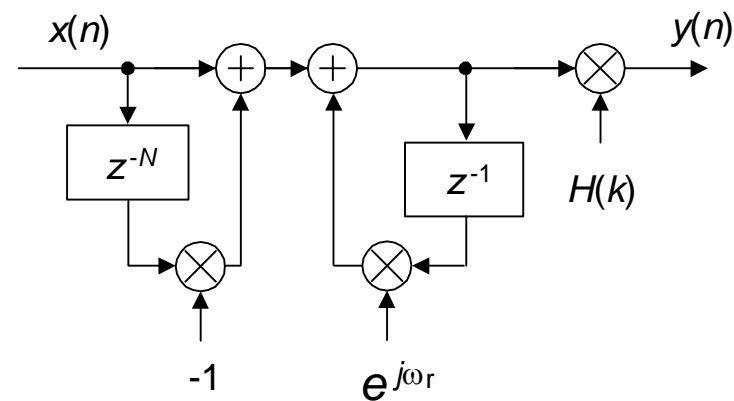 x(n)
y(n)
+
+
z^-N
z^-1
H(k)
-1
e^jωr